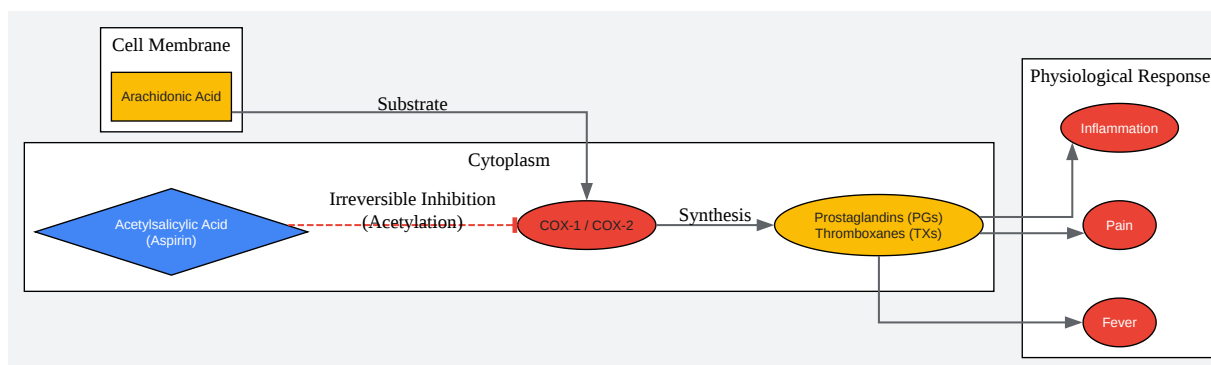 Cell Membrane
Arachidonic Acid
Substrate
Physiological Response
Inflammation
Cytoplasm
Irreversible Inhibition
(Acetylation)
Acetylsalicylic Acid
(Aspirin)
COX-1 / COX-2
Synthesis
Prostaglandins (PGs)
Thromboxanes (TXs)
Pain
Fever